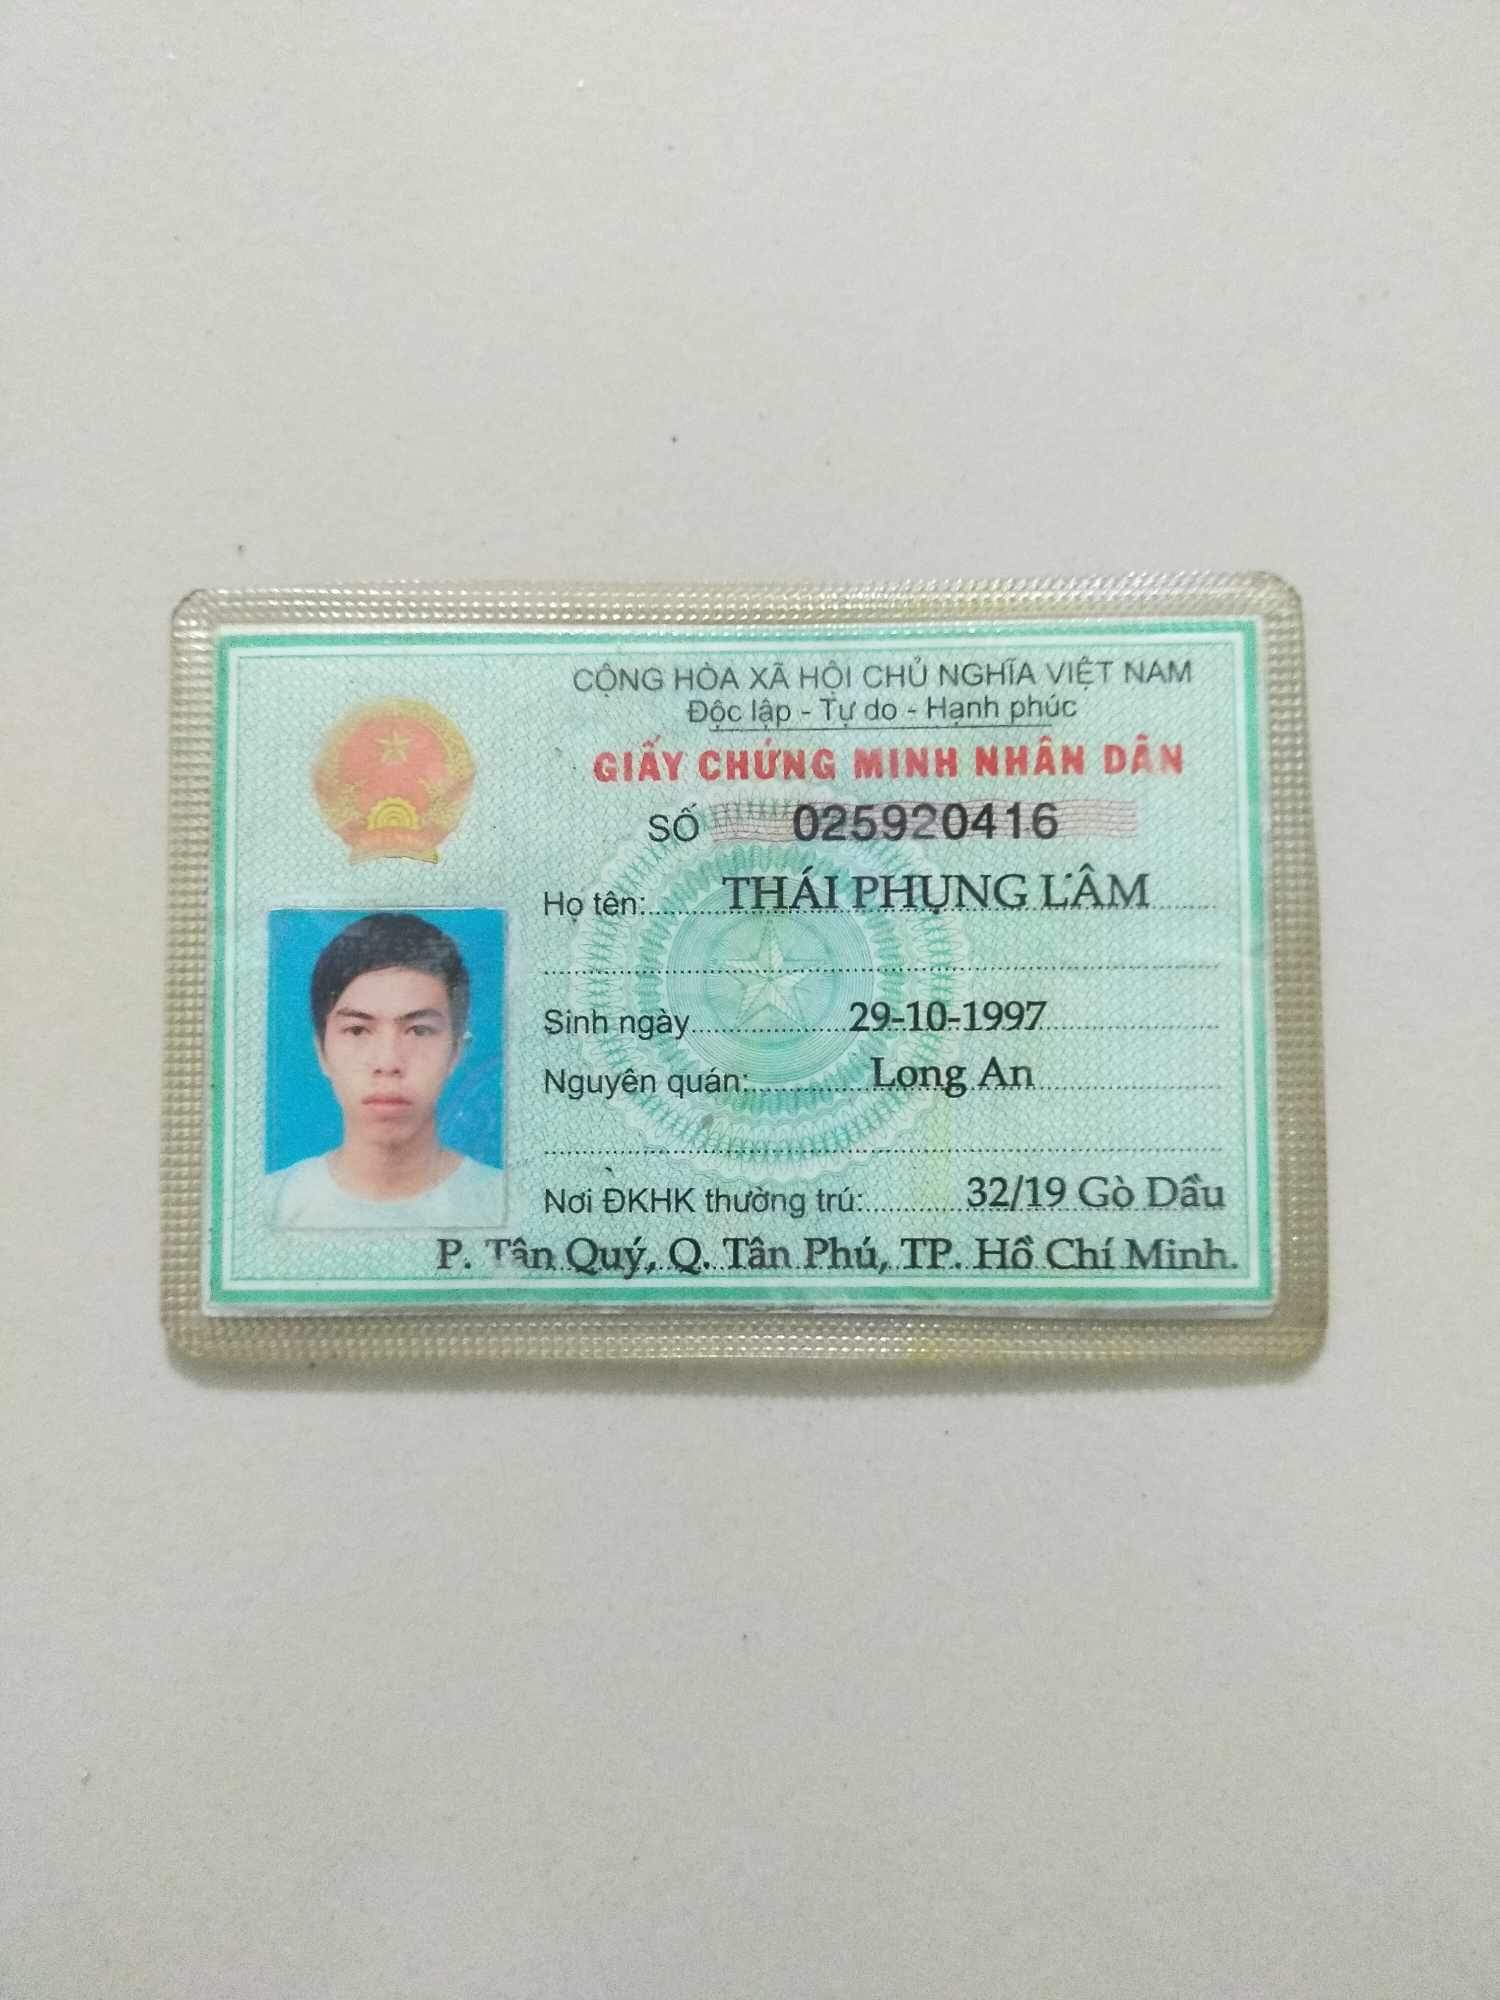 CỘNG HÒA XÃ HỘI CHỦ NGHĨA VIỆT NAM
Độc lập - Tự do - Hạnh phúc
GIẤY CHỨNG MINH NHÂN DÂN
SỐ 025920416
Họ tên: THÁI PHỤNG LÂM
Sinh ngày 29-10-1997
Nguyên quán: Long An
Nơi ĐKHK thường trú: 32/19 Gò Dầu
P. Tân Quý, Q. Tân Phú, TP. Hồ Chí Minh.